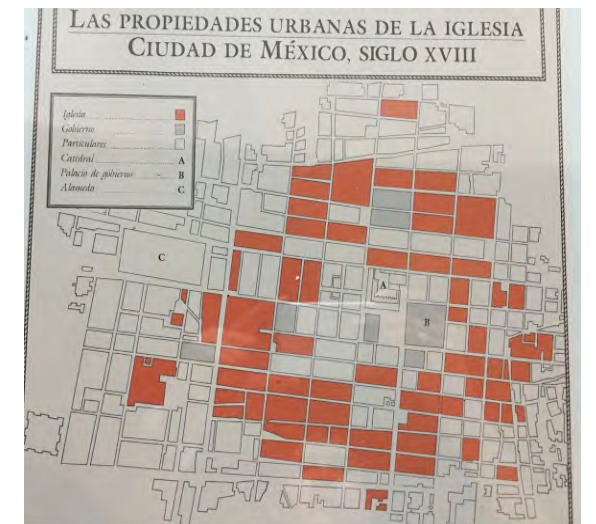 LAS PROPIEDADES URBANAS DE LA IGLESIA
CIUDAD DE MÉXICO, SIGLO XVIII
Iglesia
Gobierno
Particulares
Catedral A
Palacio de gobierno B
Alameda C
C
A
B